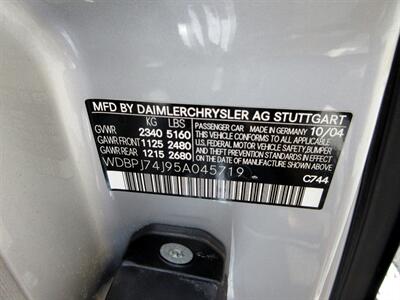 MFD BY DAIMLERCHRYSLER AG STUTTGART
KG LBS
GVWR 2340 5160
GAWR FRONT 1125 2480
GAWR REAR 1215 2680
PASSENGER CAR MADE IN GERMANY 10/04
THIS VEHICLE CONFORMS TO ALL APPLICABLE
U.S. FEDERAL MOTOR VEHICLE SAFETY, BUMPER,
AND THEFT PREVENTION STANDARDS IN EFFECT
ON THE DATE OF MANUFACTURE SHOWN ABOVE.
WDBPJ74J95A045719
C744